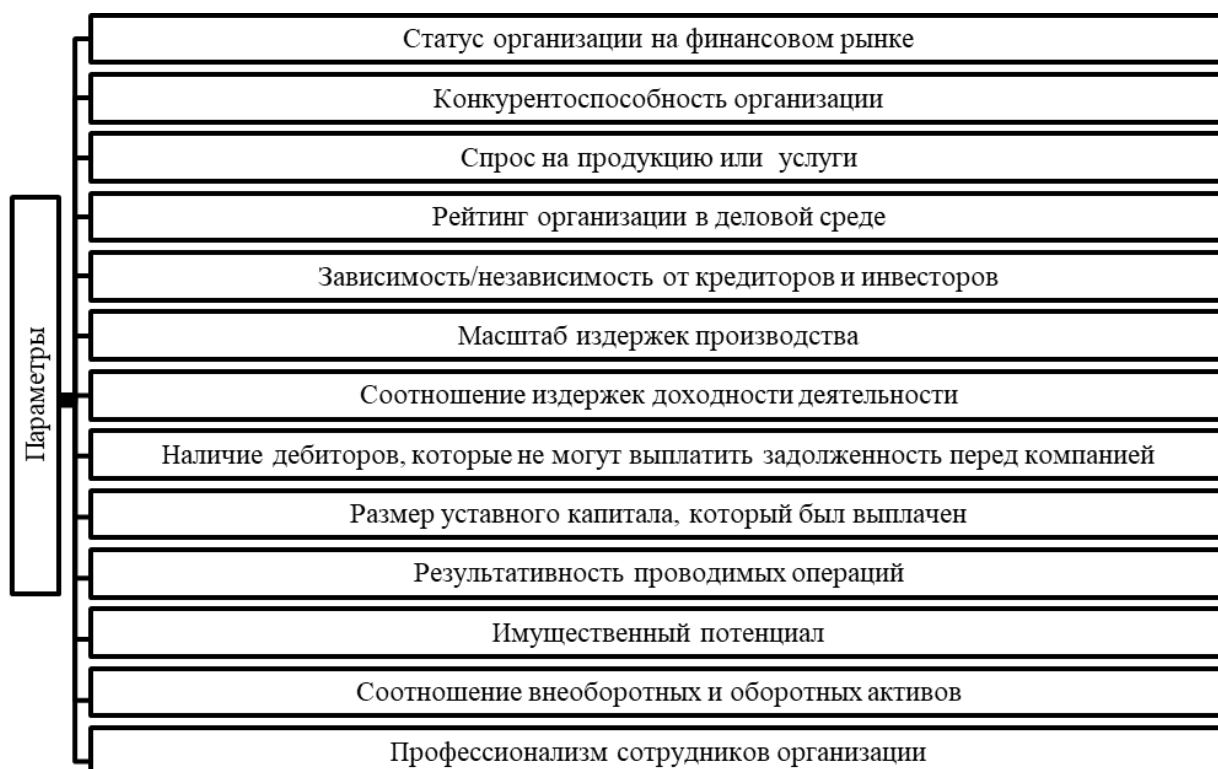 Статус организации на финансовом рынке
Конкурентоспособность организации
Спрос на продукцию или услуги
Рейтинг организации в деловой среде
Зависимость/независимость от кредиторов и инвесторов
Масштаб издержек производства
Параметры
Соотношение издержек доходности деятельности
Наличие дебиторов, которые не могут выплатить задолженность перед компанией
Размер уставного капитала, который был выплачен
Результативность проводимых операций
Имущественный потенциал
Соотношение внеоборотных и оборотных активов
Профессионализм сотрудников организации